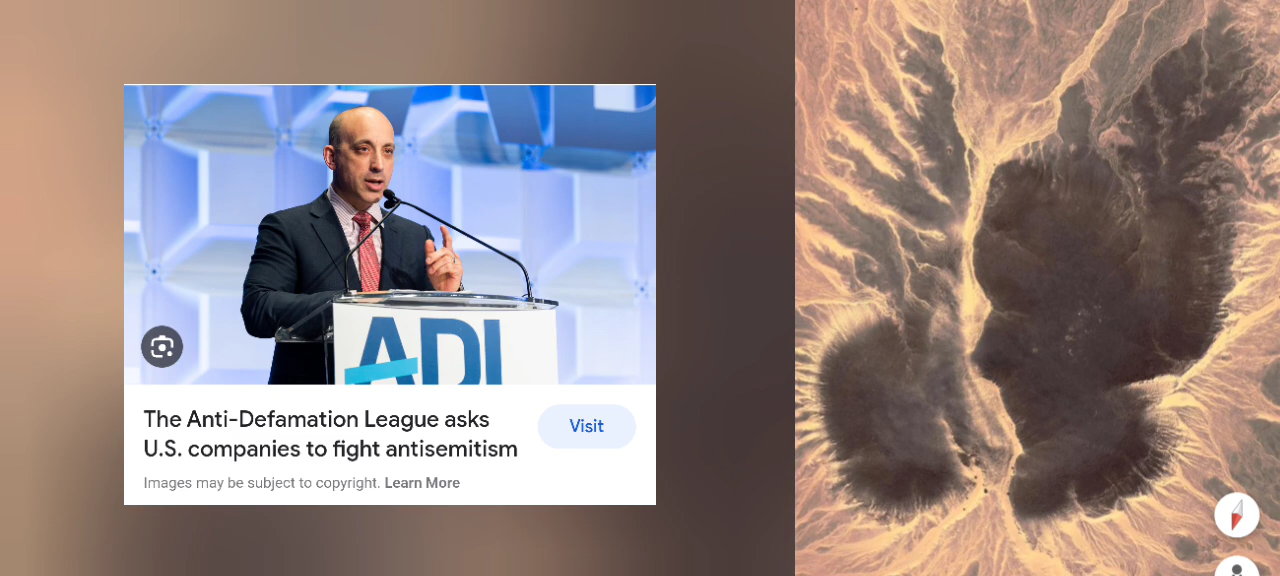 ADL
The Anti-Defamation League asks
U.S. companies to fight antisemitism
Visit
Images may be subject to copyright. Learn More